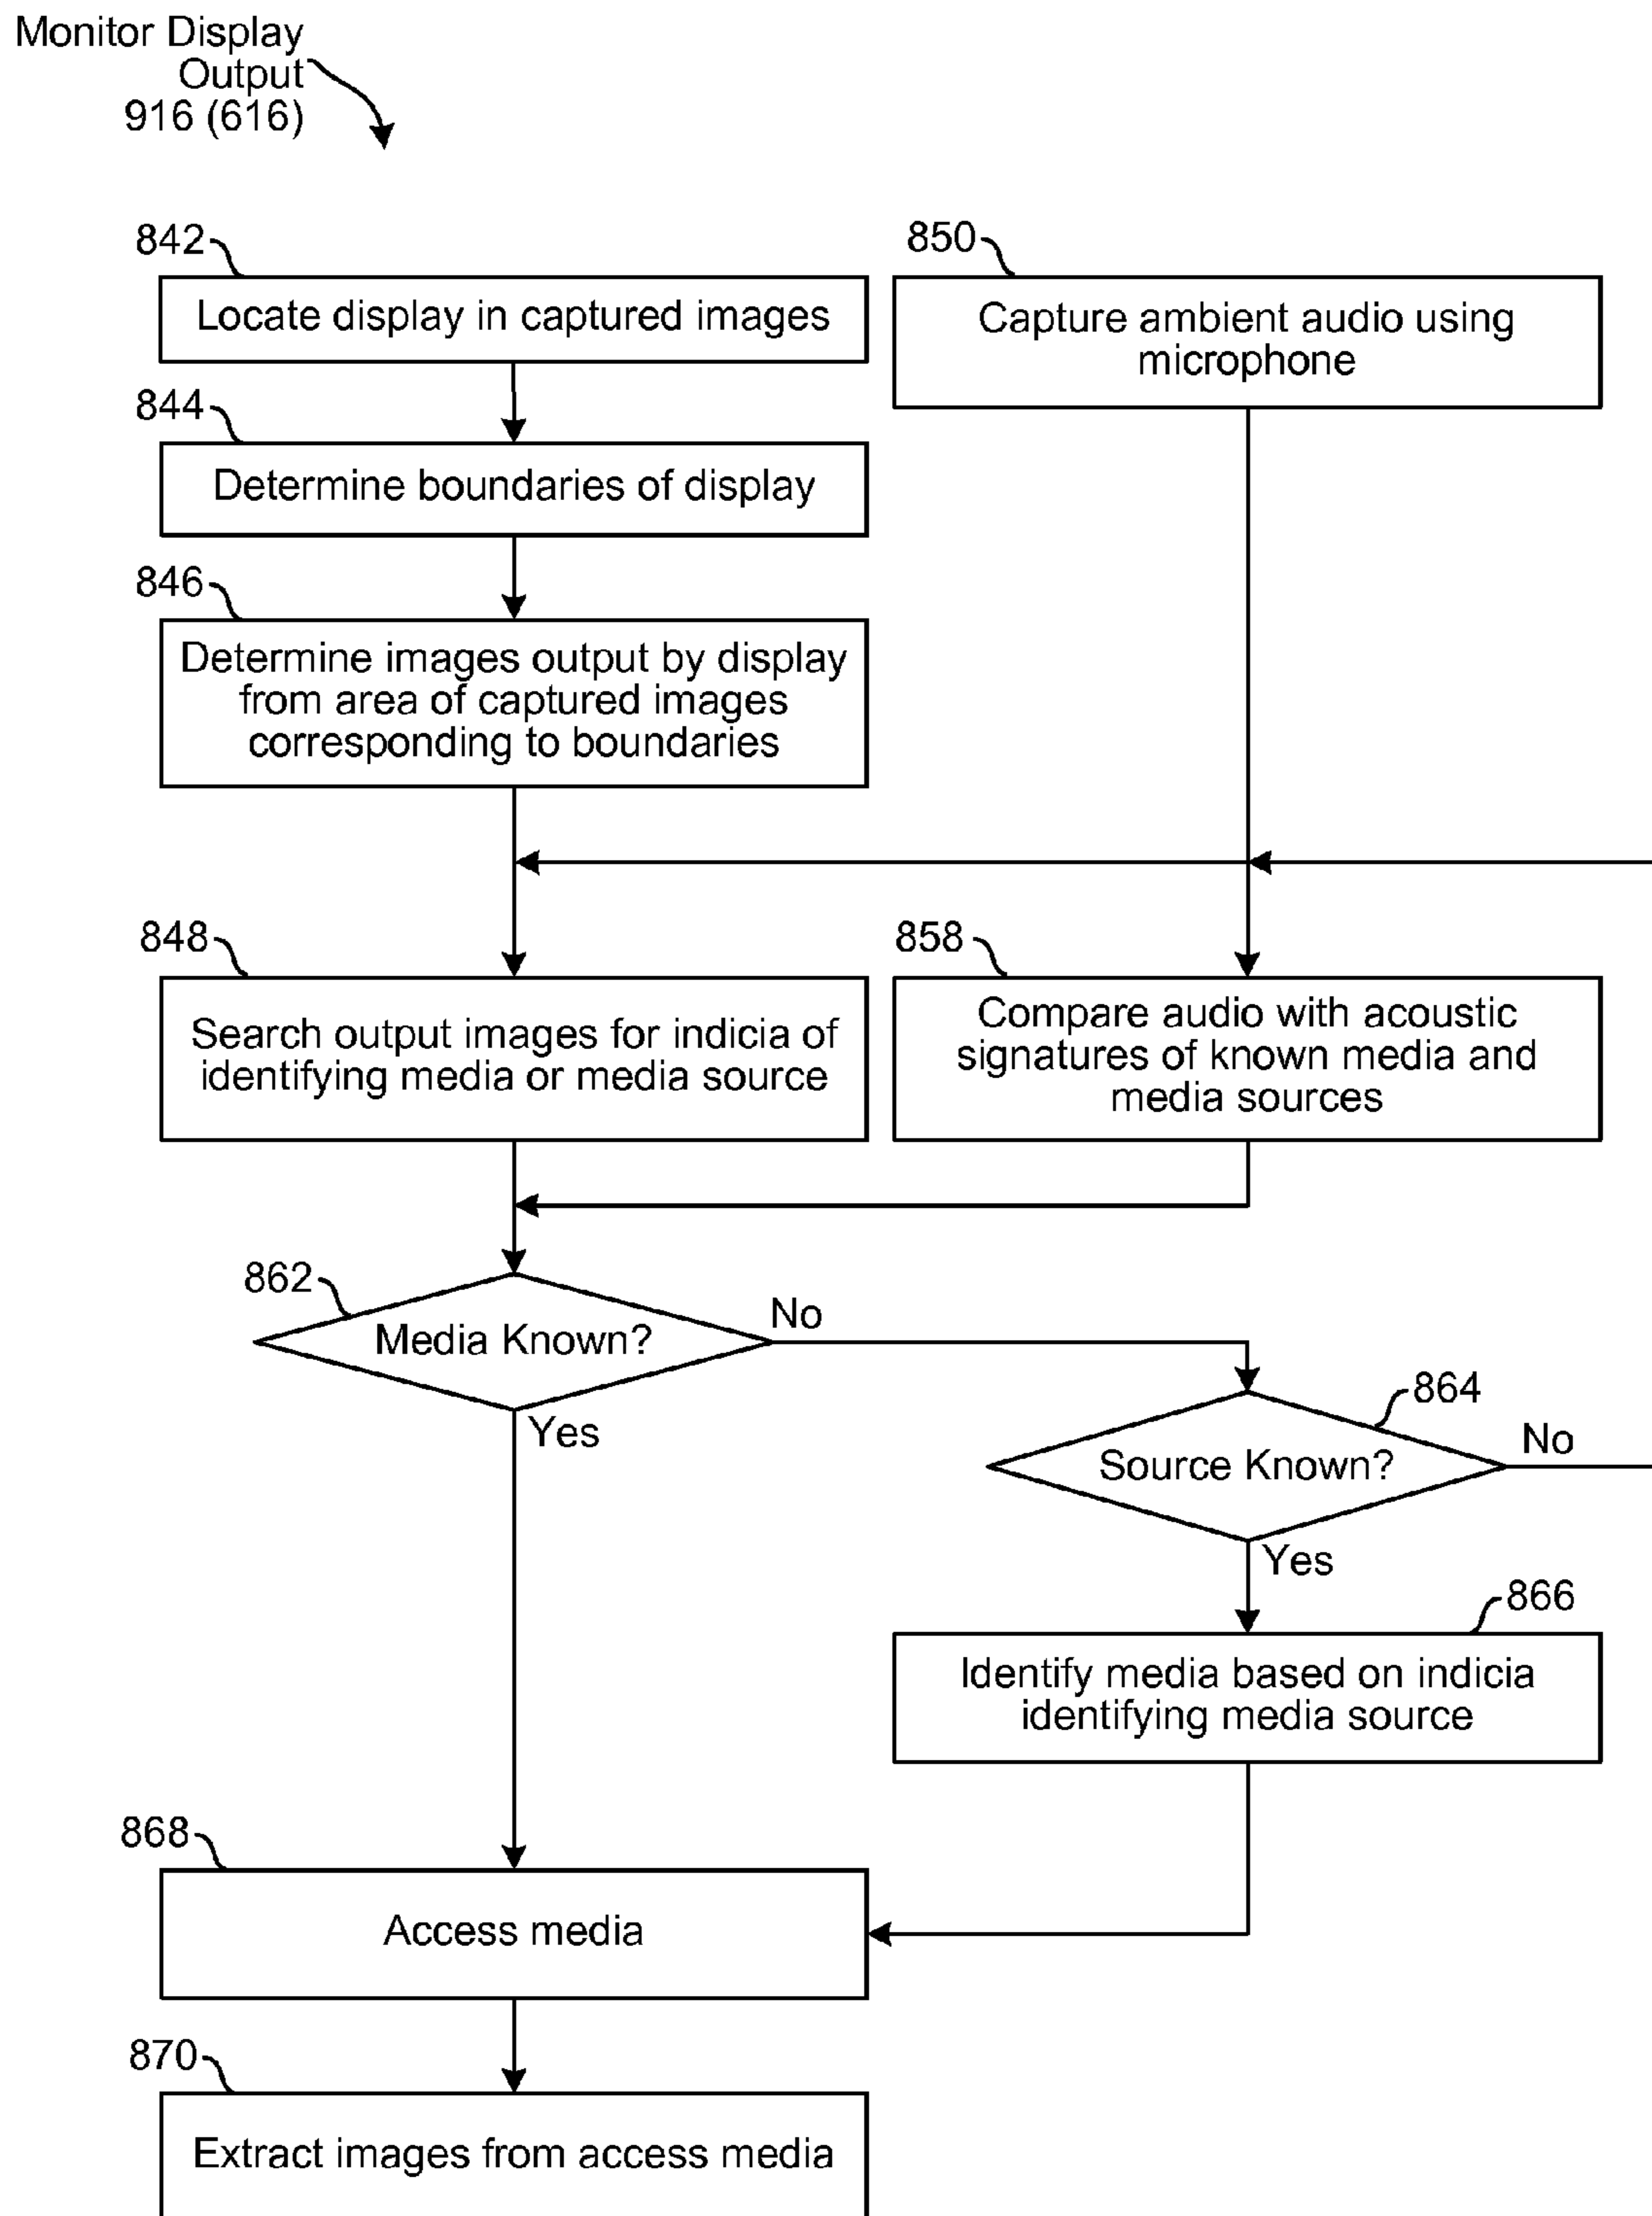 Monitor Display
Output
916 (616)
842
Locate display in captured images
850
Capture ambient audio using
microphone
844
Determine boundaries of display
846
Determine images output by display
from area of captured images
corresponding to boundaries
848
Search output images for indicia of
identifying media or media source
858
Compare audio with acoustic
signatures of known media and
media sources
862
Media Known?
No
Yes
864
Source Known?
No
Yes
866
Identify media based on indicia
identifying media source
868
Access media
870
Extract images from access media